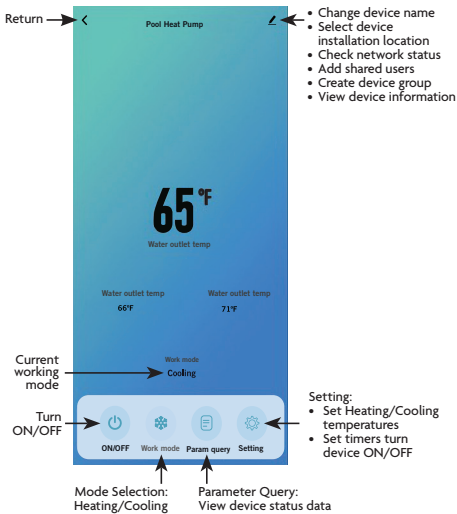 Return
Pool Heat Pump
• Change device name
• Select device
installation location
• Check network status
• Add shared users
• Create device group
• View device information
65°F
Water outlet temp
Water outlet temp
66°F
Water outlet temp
71°F
Work mode
Cooling
Current
working
mode
Turn
ON/OFF
ON/OFF
Work mode
Param query
Setting
Setting:
• Set Heating/Cooling
temperatures
• Set timers turn
device ON/OFF
Mode Selection:
Heating/Cooling
Parameter Query:
View device status data